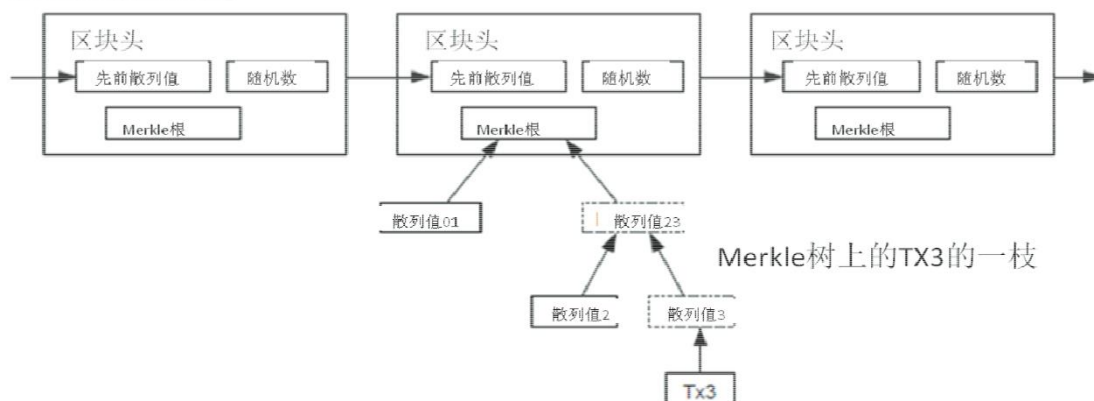 区块头
先前散列值 随机数
Merkle根
区块头
先前散列值 随机数
Merkle根
区块头
先前散列值 随机数
Merkle根
散列值01 散列值23
Merkle树上的TX3的一枝
散列值2 散列值3
Tx3